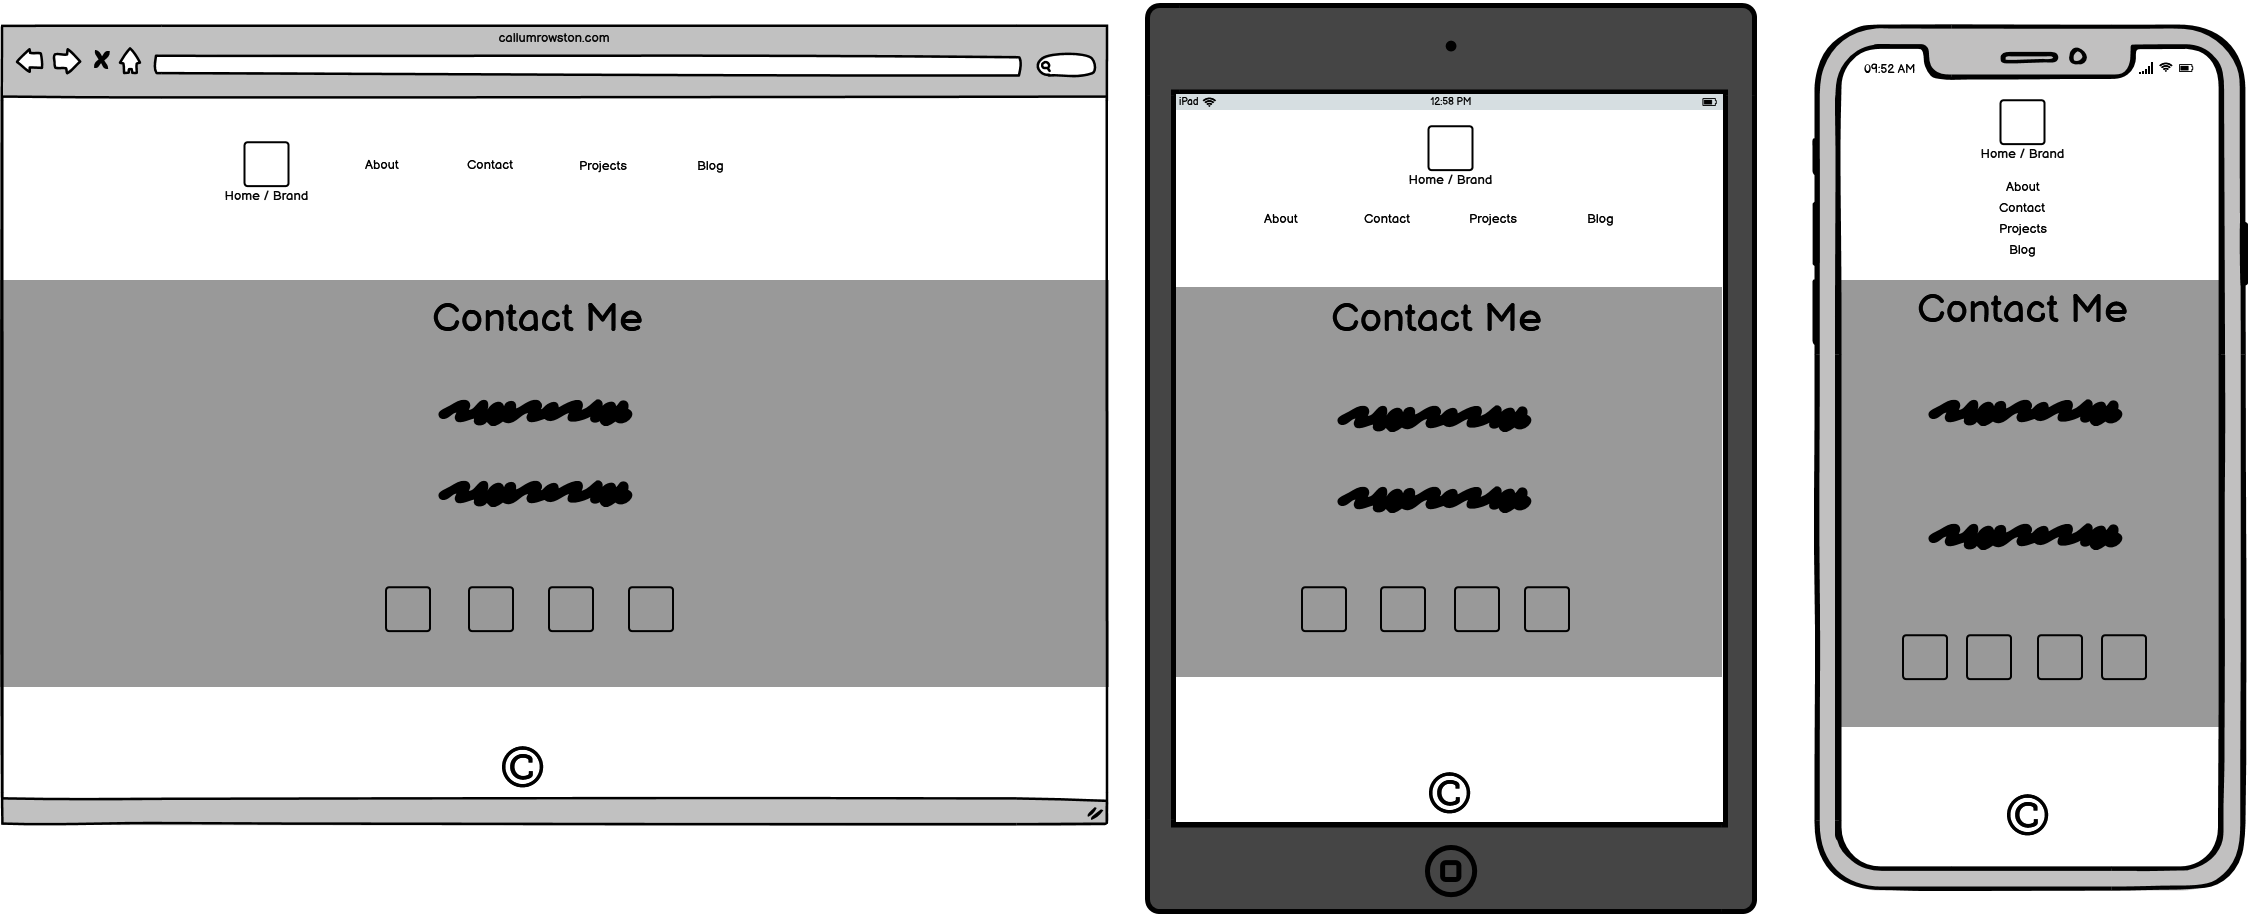 callumrowston.com
About Contact Projects Blog
Home / Brand
Contact Me
©
iPad 12:58 PM
Home / Brand
About Contact Projects Blog
Contact Me
©
09:52 AM
Home / Brand
About
Contact
Projects
Blog
Contact Me
©